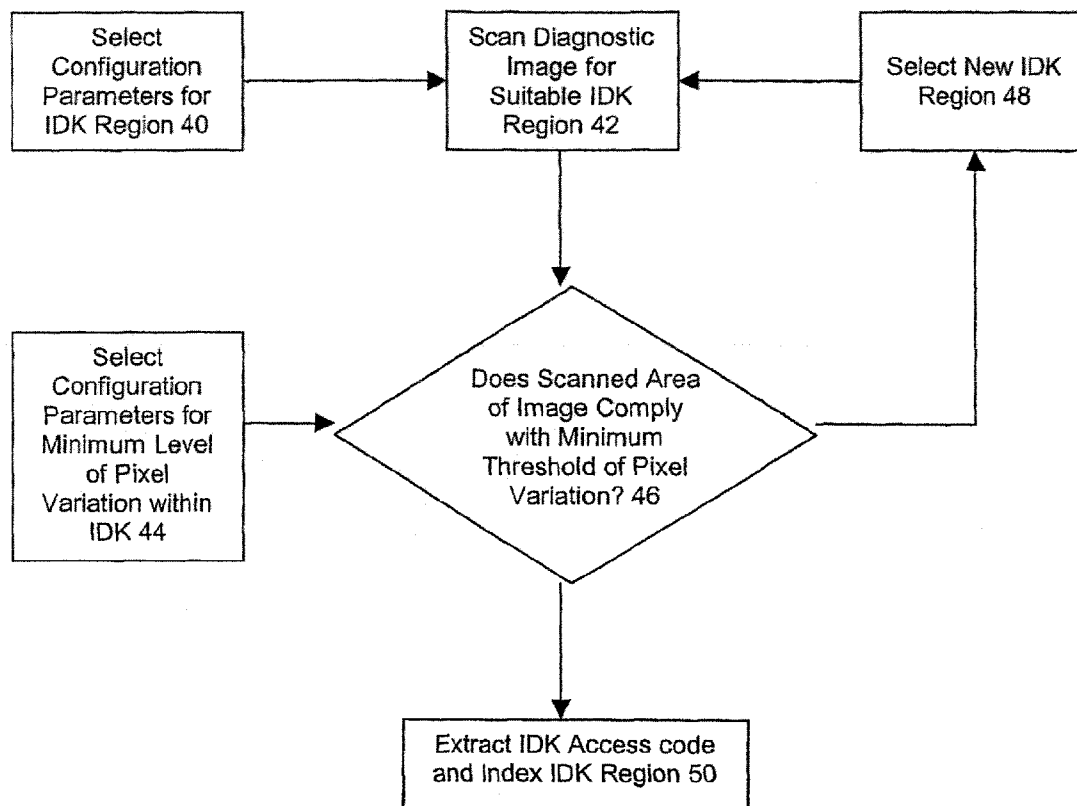 Select
Configuration
Parameters for
IDK Region 40
Scan Diagnostic
Image for
Suitable IDK
Region 42
Select New IDK
Region 48
Select
Configuration
Parameters for
Minimum Level
of Pixel
Variation within
IDK 44
Does Scanned Area
of Image Comply
with Minimum
Threshold of Pixel
Variation? 46
Extract IDK Access code
and Index IDK Region 50